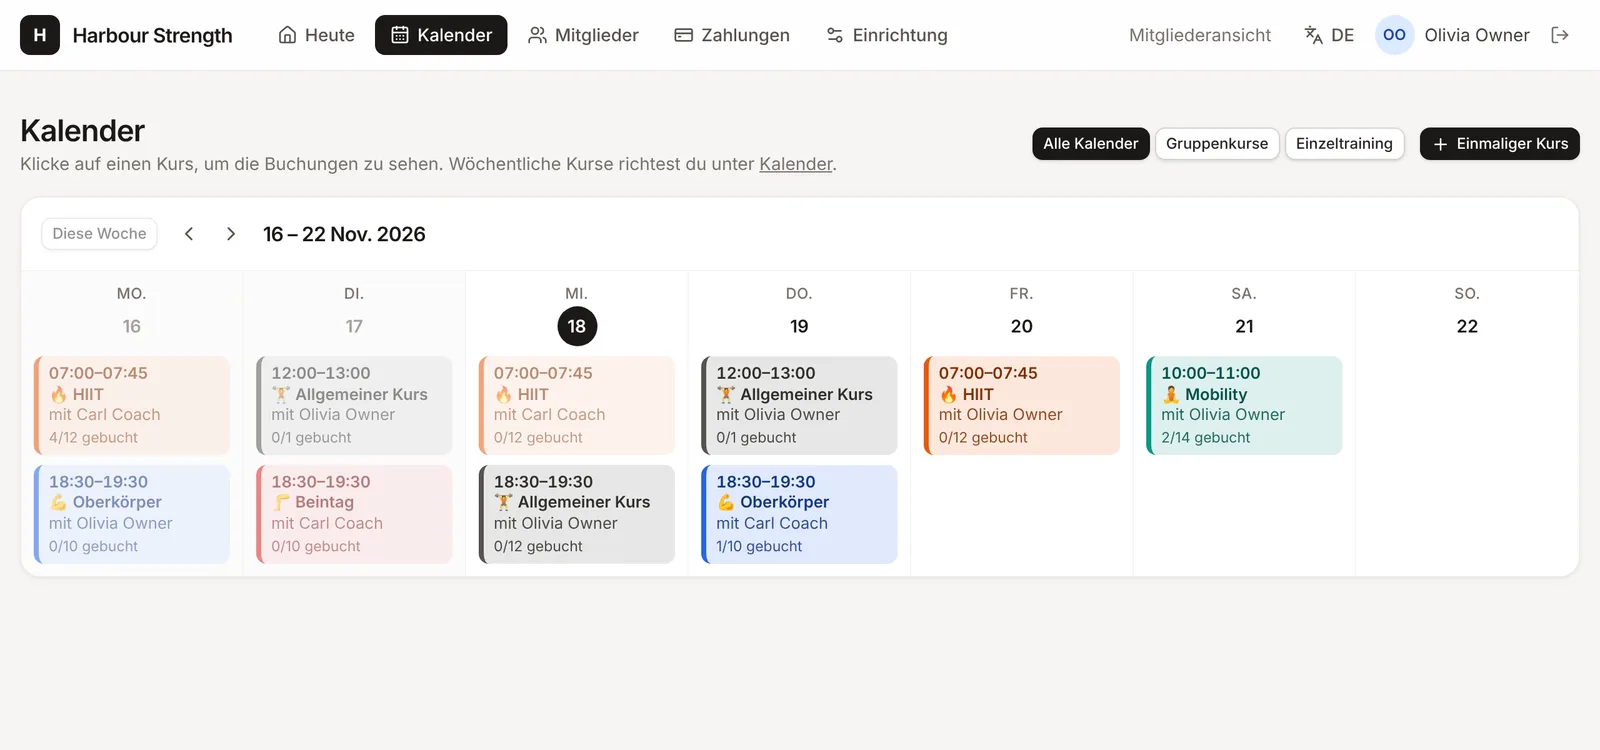 H Harbour Strength Heute Kalender Mitglieder Zahlungen Einrichtung Mitgliederansicht DE OO Olivia Owner
Kalender
Klicke auf einen Kurs, um die Buchungen zu sehen. Wöchentliche Kurse richtest du unter Kalender.
Alle Kalender Gruppenkurse Einzeltraining + Einmaliger Kurs
Diese Woche 16 – 22 Nov. 2026
MO.
16
07:00–07:45
HIIT
mit Carl Coach
4/12 gebucht
18:30–19:30
Oberkörper
mit Olivia Owner
0/10 gebucht
DI.
17
12:00–13:00
Allgemeiner Kurs
mit Olivia Owner
0/1 gebucht
18:30–19:30
Beintag
mit Carl Coach
0/10 gebucht
MI.
18
07:00–07:45
HIIT
mit Carl Coach
0/12 gebucht
18:30–19:30
Allgemeiner Kurs
mit Olivia Owner
0/12 gebucht
DO.
19
12:00–13:00
Allgemeiner Kurs
mit Olivia Owner
0/1 gebucht
18:30–19:30
Oberkörper
mit Carl Coach
1/10 gebucht
FR.
20
07:00–07:45
HIIT
mit Olivia Owner
0/12 gebucht
SA.
21
10:00–11:00
Mobility
mit Olivia Owner
2/14 gebucht
SO.
22